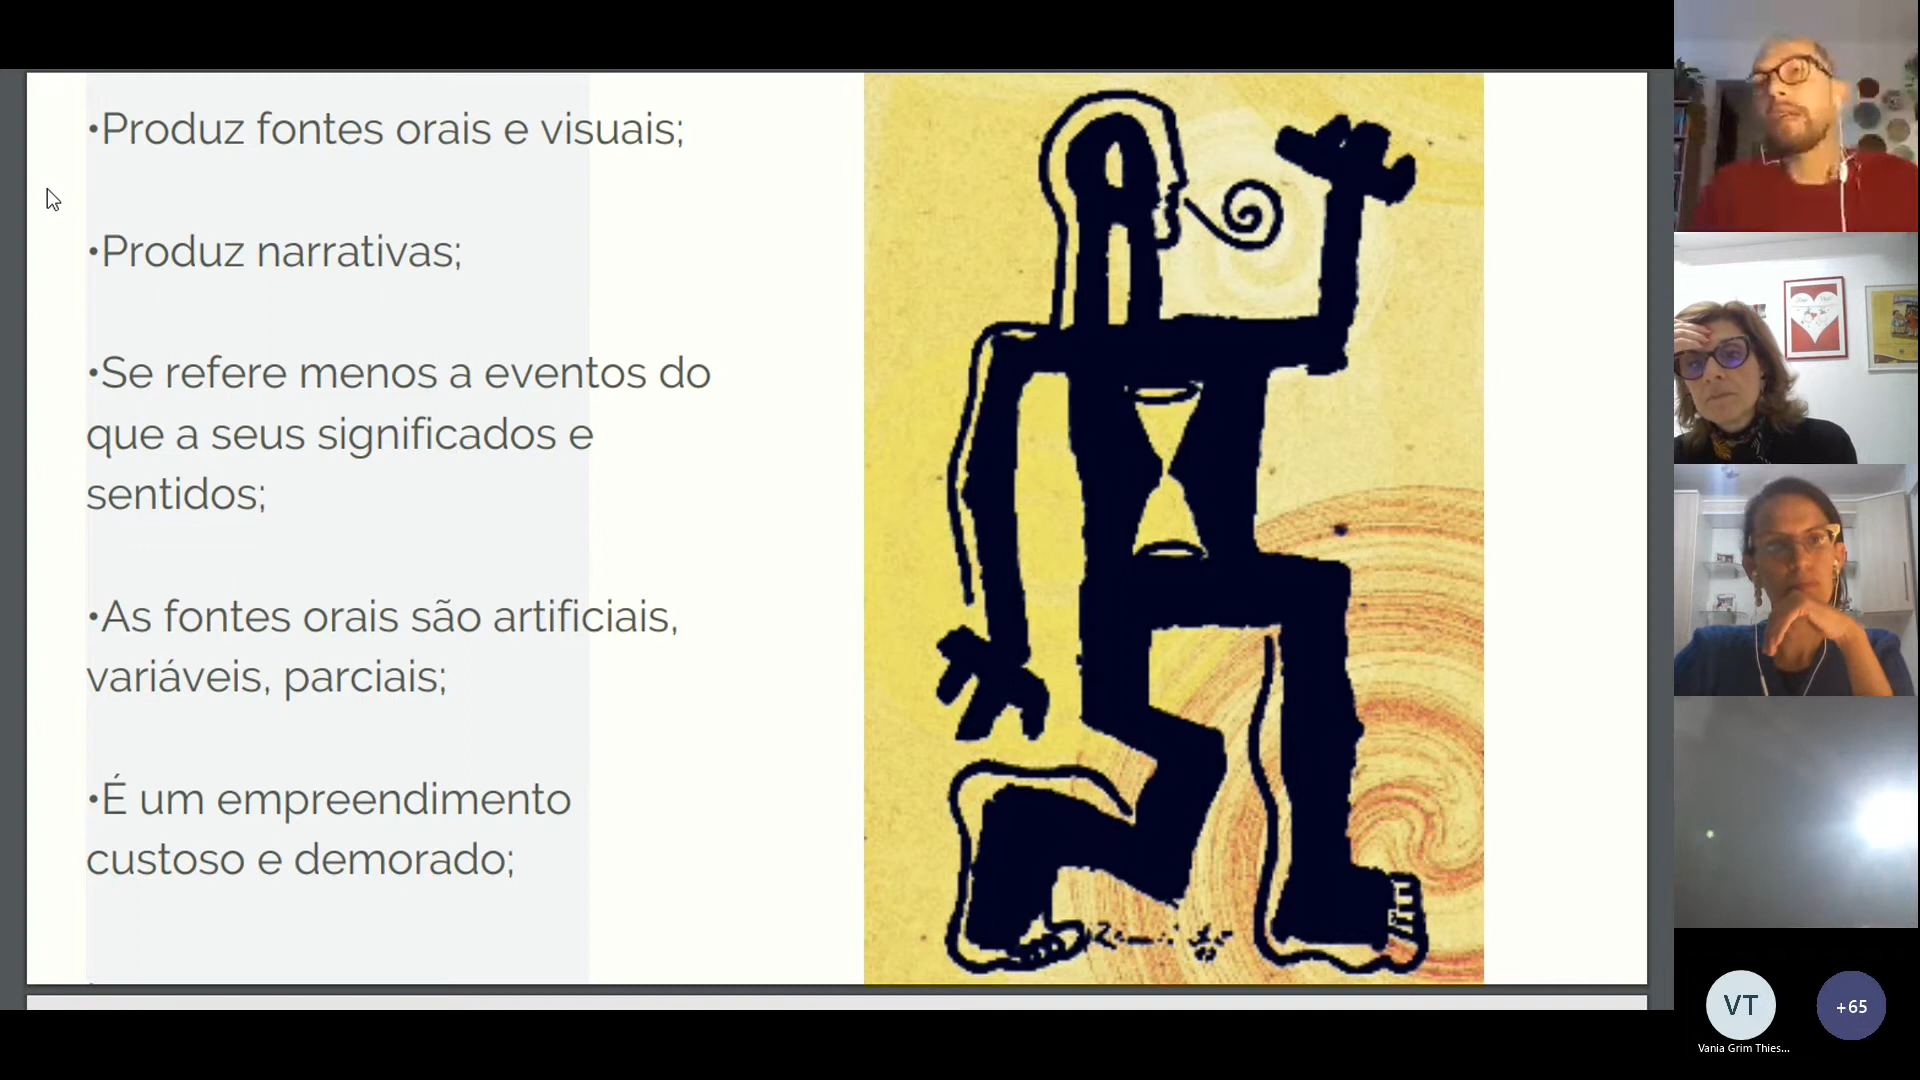 •Produz fontes orais e visuais;
•Produz narrativas;
•Se refere menos a eventos do
que a seus significados e
sentidos;
•As fontes orais são artificiais,
variáveis, parciais;
•É um empreendimento
custoso e demorado;
VT
+65
Vania Grim Thies...